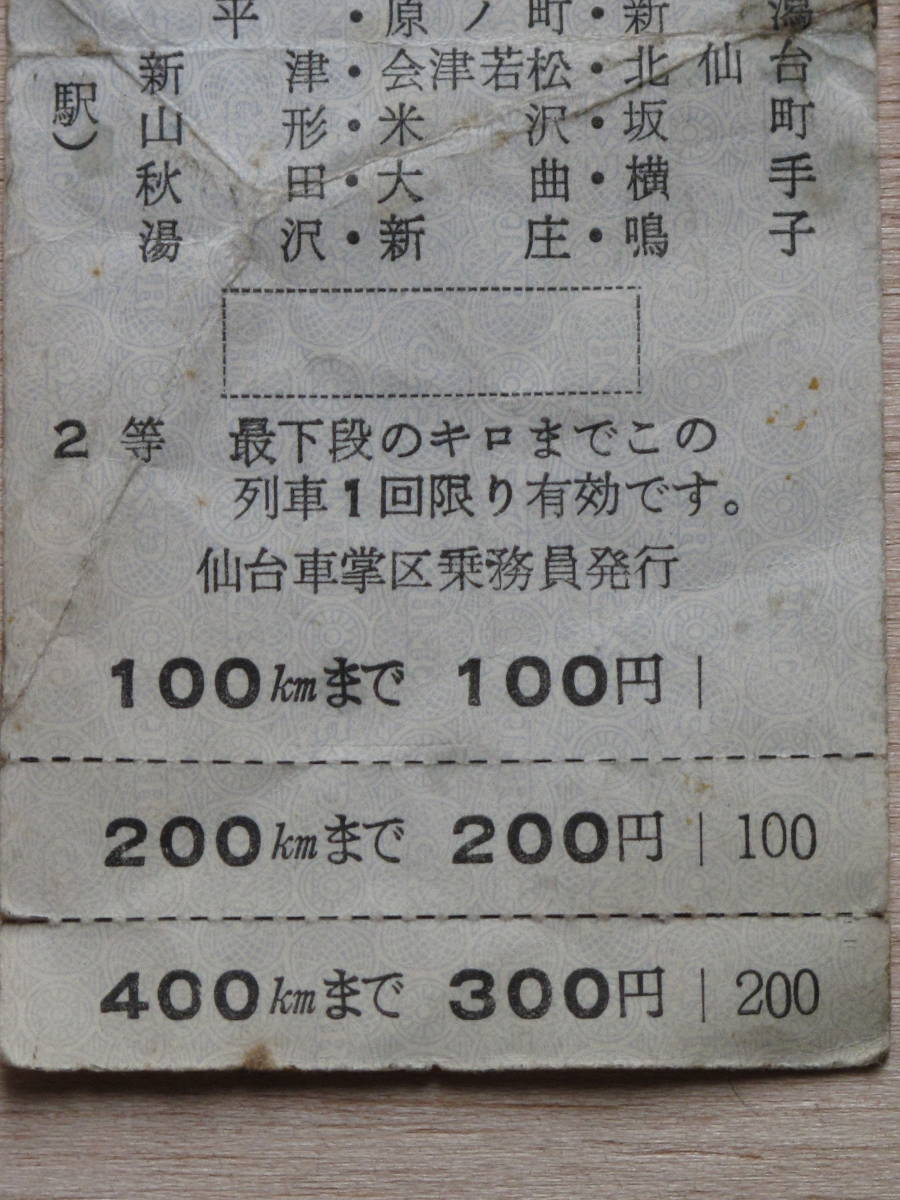 平・原ノ町・新潟
新津・会津若松・北仙台
山形・米沢・坂町
秋田・大曲・横手
湯沢・新庄・鳴子
駅）
2等 最下段のキロまでこの
列車1回限り有効です。
仙台車掌区乗務員発行
100kmまで 100円 |
200kmまで 200円 | 100
400kmまで 300円 | 200